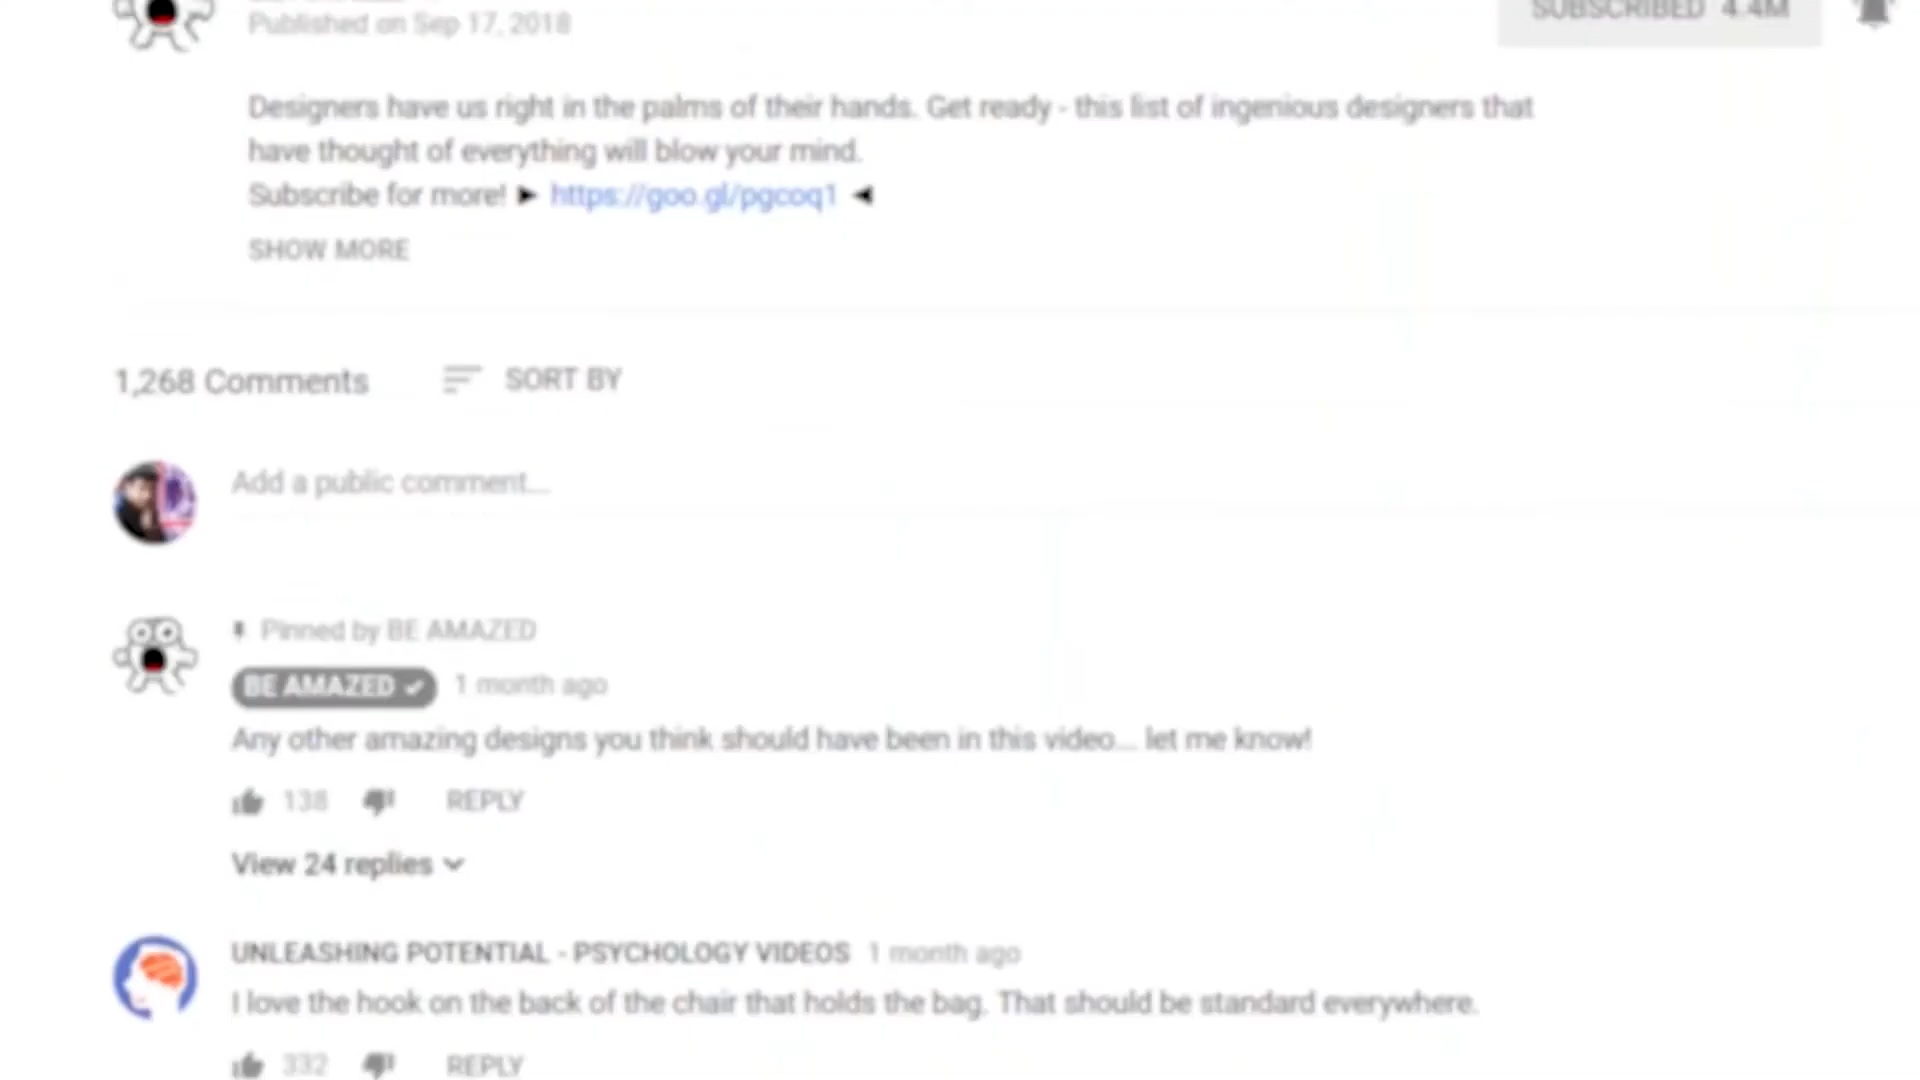 Published on Sep 17, 2018
SUBSCRIBED 4.4M
Designers have us right in the palms of their hands. Get ready - this list of ingenious designers that
have thought of everything will blow your mind.
Subscribe for more! ► https://goo.gl/pgcoq1 ◄
SHOW MORE
1,268 Comments SORT BY
Add a public comment...
Pinned by BE AMAZED
BE AMAZED 1 month ago
Any other amazing designs you think should have been in this video... let me know!
138 REPLY
View 24 replies
UNLEASHING POTENTIAL - PSYCHOLOGY VIDEOS 1 month ago
I love the hook on the back of the chair that holds the bag. That should be standard everywhere.
332 REPLY